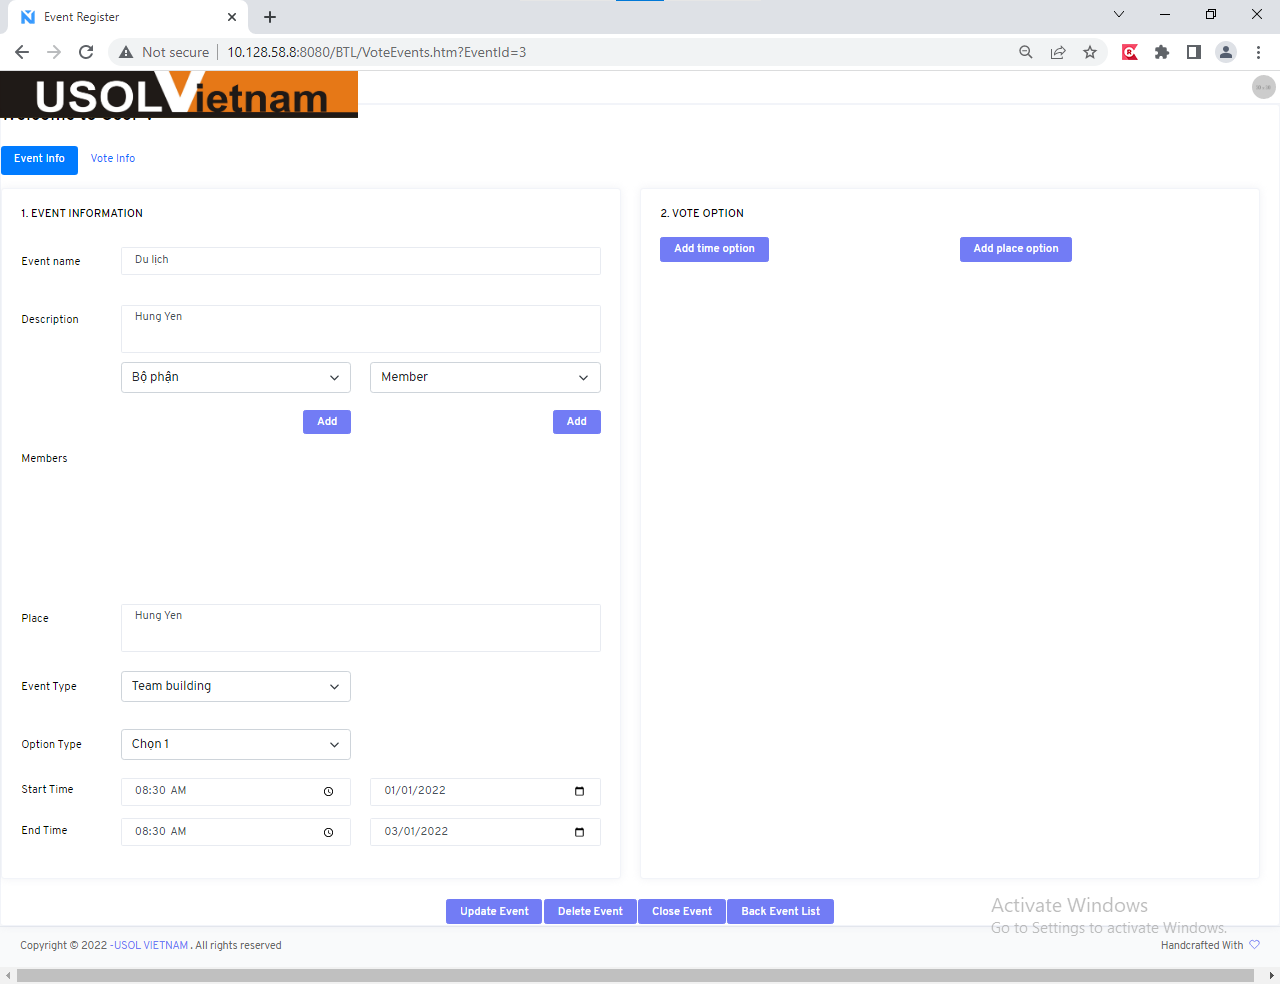 Event Register
Not secure
10.128.58.8:8080/BTL/VoteEvents.htm?EventId=3
USOL Vietnam
Event Info
Vote Info
1. EVENT INFORMATION
Event name
Du lịch
Description
Hung Yen
Bộ phận
Member
Add
Add
Members
Place
Hung Yen
Event Type
Team building
Option Type
Chọn 1
Start Time
08:30 AM
01/01/2022
End Time
08:30 AM
03/01/2022
2. VOTE OPTION
Add time option
Add place option
Update Event
Delete Event
Close Event
Back Event List
Activate Windows
Go to Settings to activate Windows.
Copyright © 2022 -USOL VIETNAM . All rights reserved
Handcrafted With